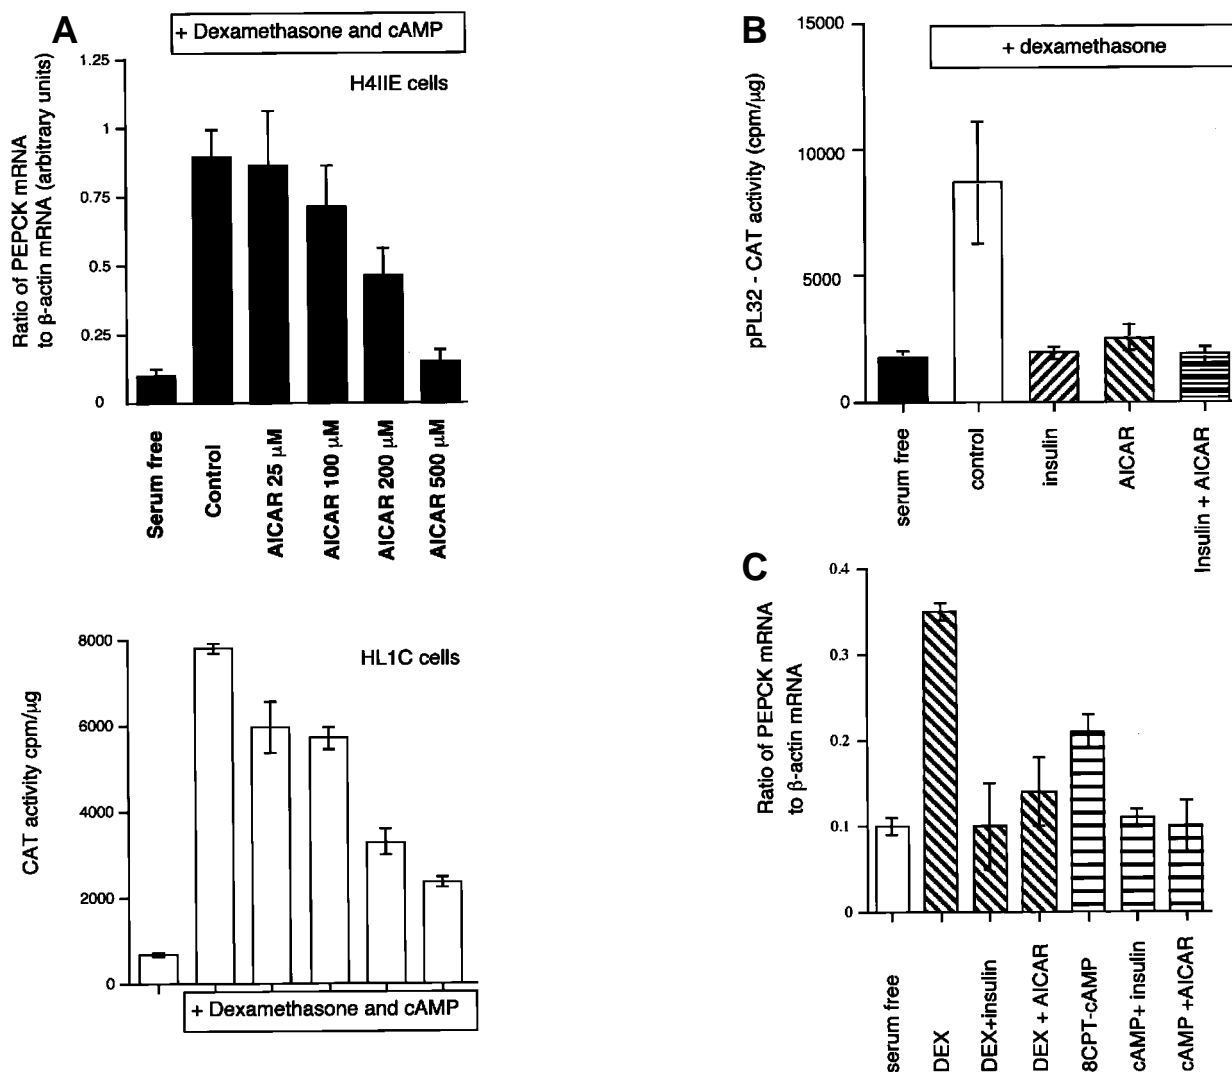 A
+ Dexamethasone and cAMP
H4IIE cells
Ratio of PEPCK mRNA
to β-actin mRNA (arbitrary units)
1.25
1
0.75
0.5
0.25
0
Serum free
Control
AICAR 25 μM
AICAR 100 μM
AICAR 200 μM
AICAR 500 μM
HL1C cells
CAT activity cpm/μg
8000
6000
4000
2000
0
+ Dexamethasone and cAMP
B
+ dexamethasone
pPL32 - CAT activity (cpm/μg)
15000
10000
5000
0
serum free
control
insulin
AICAR
Insulin + AICAR
C
Ratio of PEPCK mRNA
to β-actin mRNA
0.4
0.3
0.2
0.1
0
serum free
DEX
DEX+insulin
DEX + AICAR
8CPT-cAMP
cAMP+ insulin
cAMP +AICAR